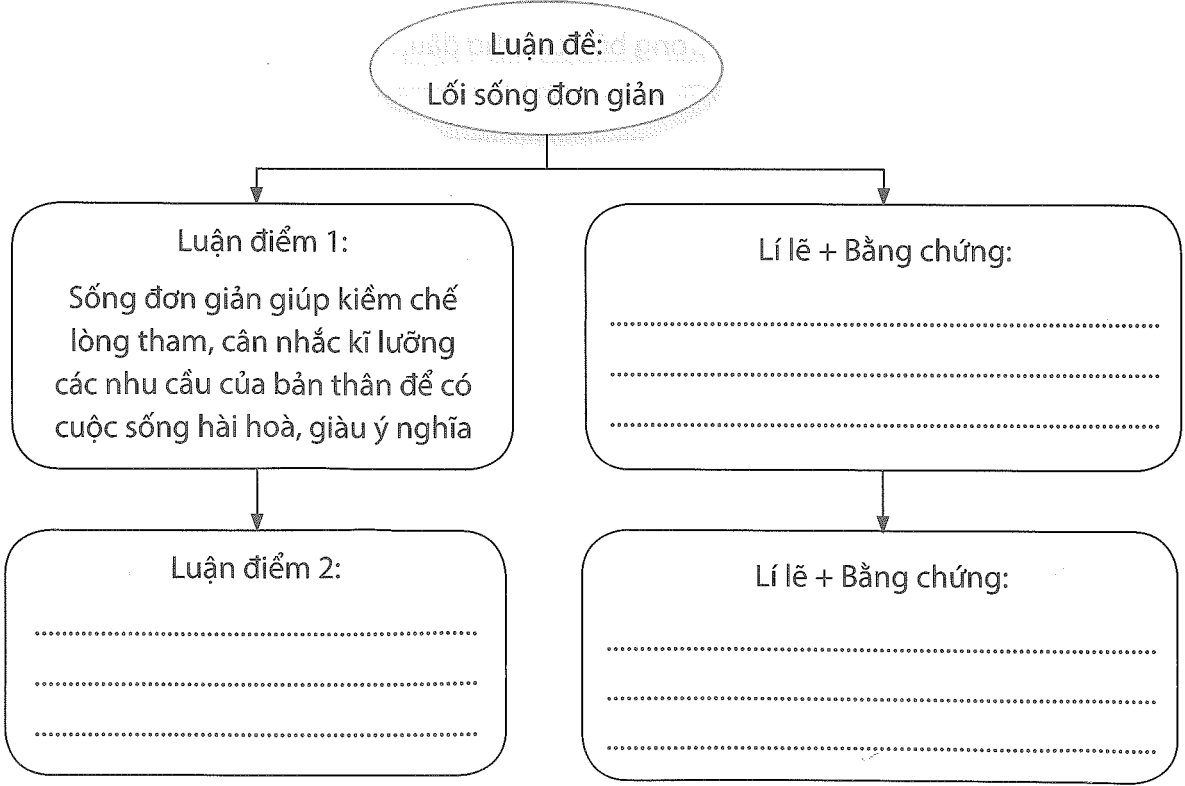 Luận đề:
Lối sống đơn giản
Luận điểm 1:
Sống đơn giản giúp kiềm chế
lòng tham, cân nhắc kĩ lưỡng
các nhu cầu của bản thân để có
cuộc sống hài hoà, giàu ý nghĩa
Lí lẽ + Bằng chứng:
Luận điểm 2:
Lí lẽ + Bằng chứng: